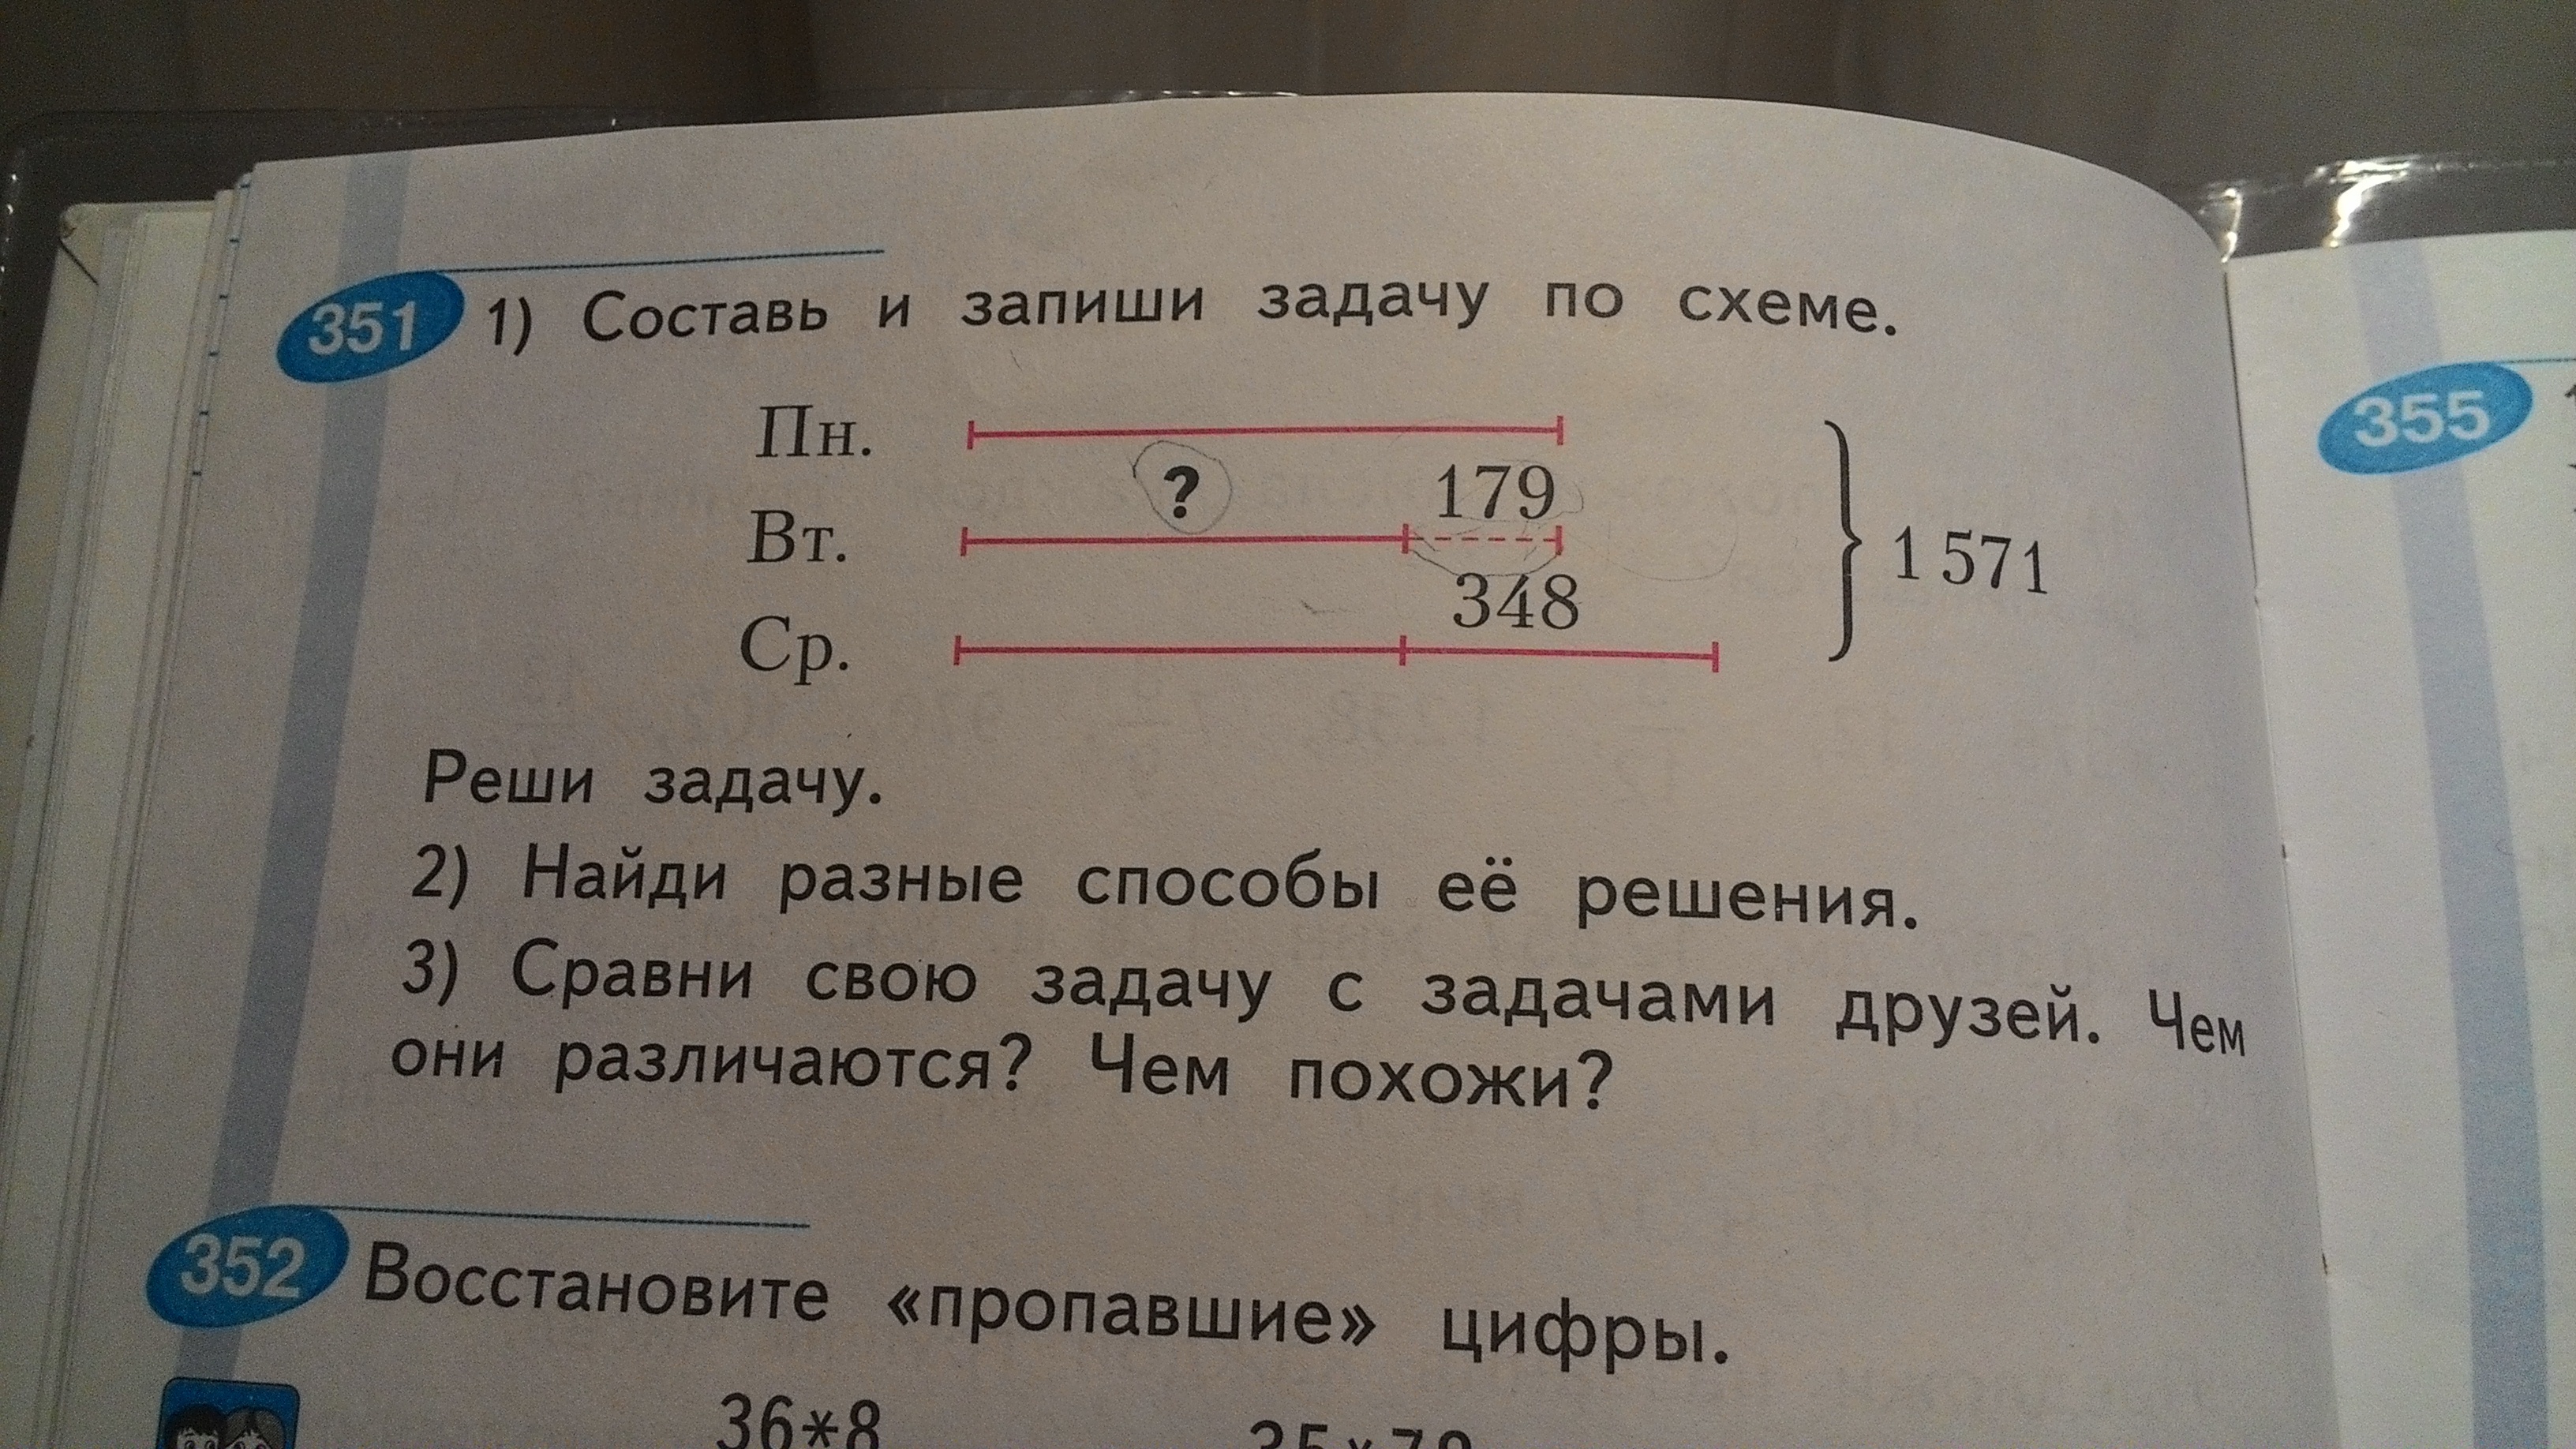 351 1) Составь и запиши задачу по схеме.
Пн.
? 179
Вт.
348
Ср.
1 571
Реши задачу.
2) Найди разные способы её решения.
3) Сравни свою задачу с задачами друзей. Чем
они различаются? Чем похожи?
352 Восстановите «пропавшие» цифры.
36*8
355